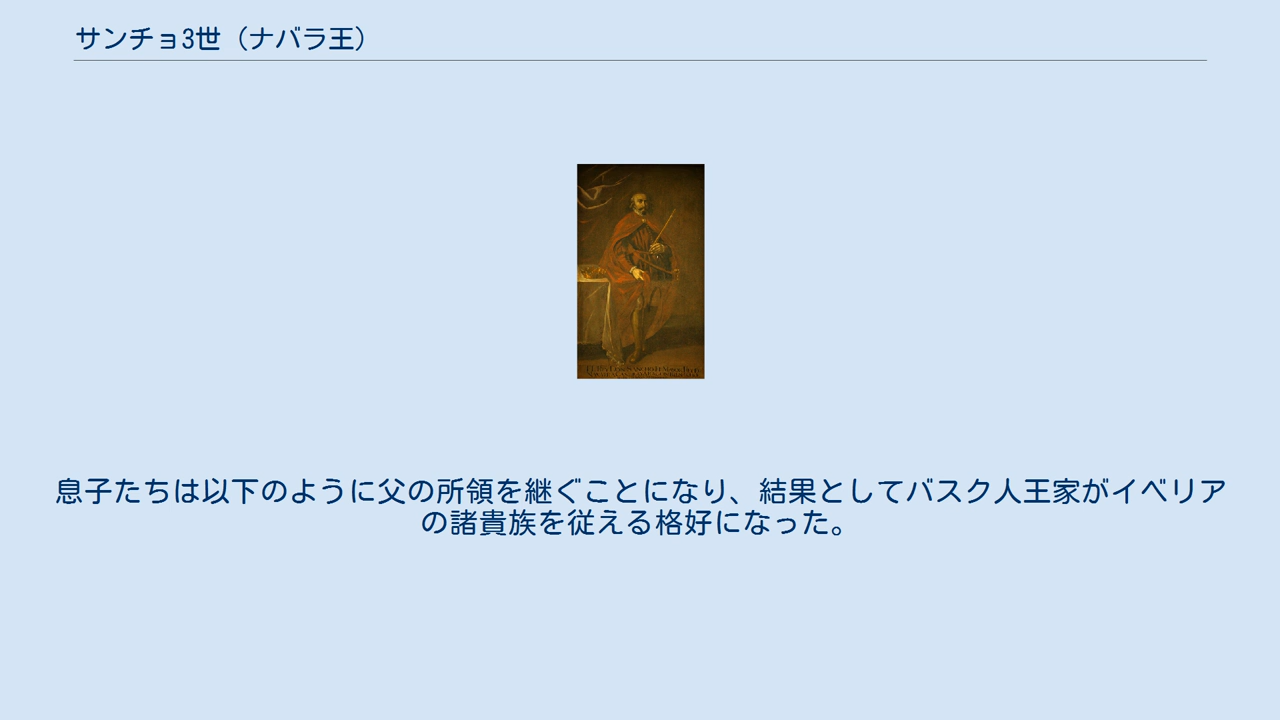 サンチョ3世（ナバラ王）
息子たちは以下のように父の所領を継ぐことになり、結果としてバスク人王家がイベリア
の諸貴族を従える格好になった。